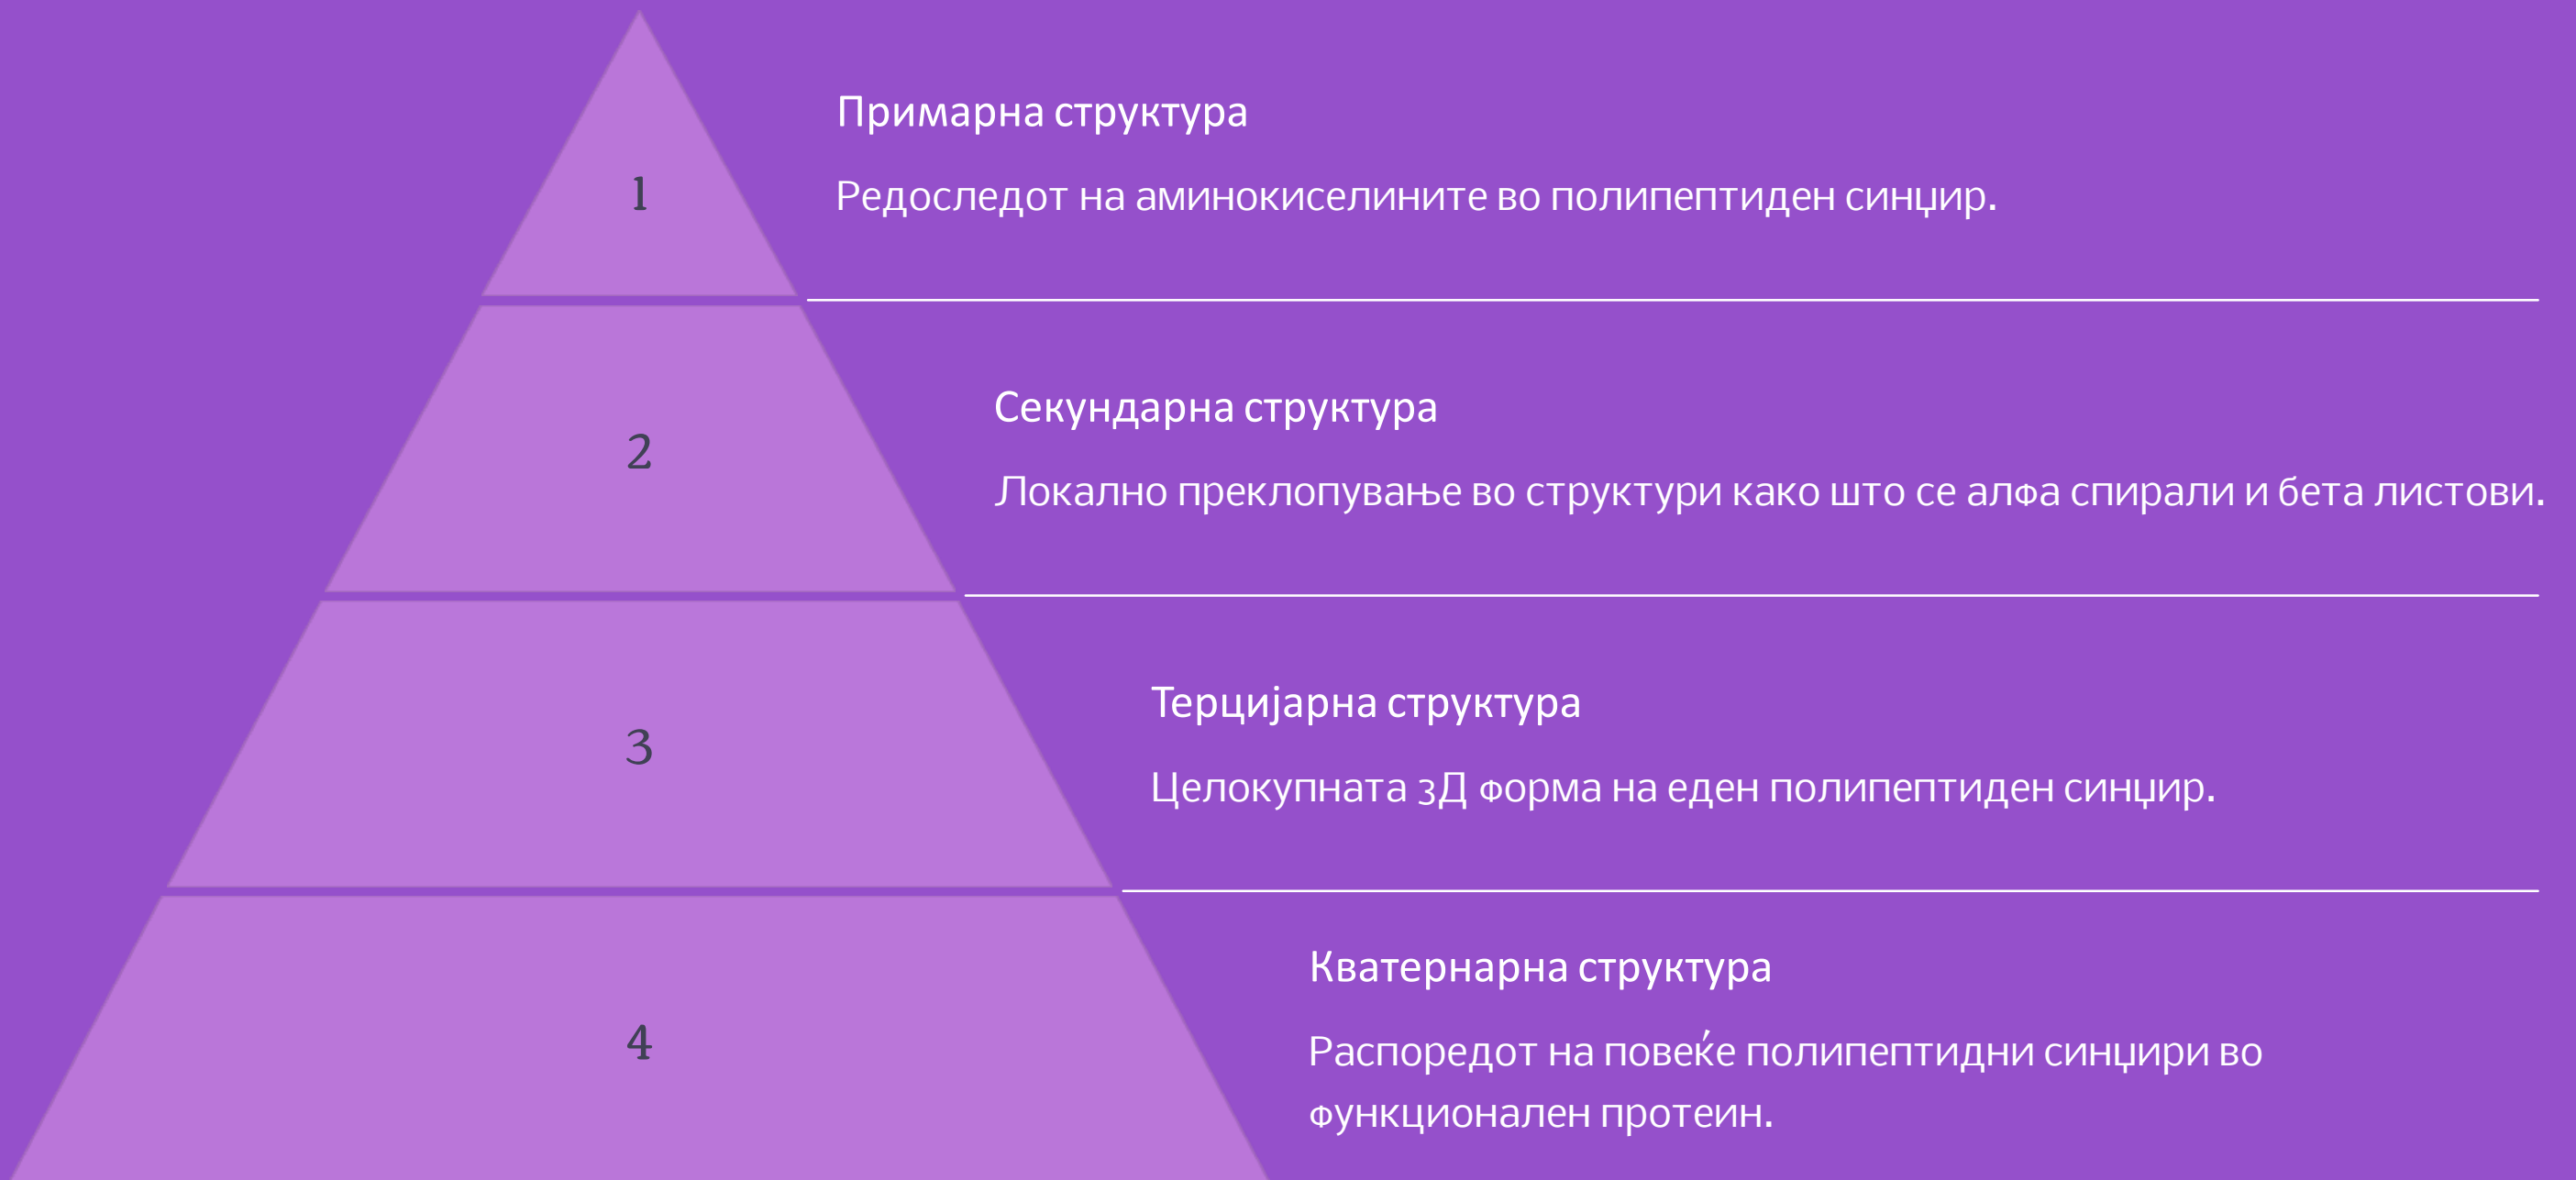 1
Примарна структура
Редоследот на аминокиселините во полипептиден синџир.
2
Секундарна структура
Локално преклопување во структури како што се алфа спирали и бета листови.
3
Терцијарна структура
Целокупната 3Д форма на еден полипептиден синџир.
4
Кватернарна структура
Распоредот на повеќе полипептидни синџири во
функционален протеин.